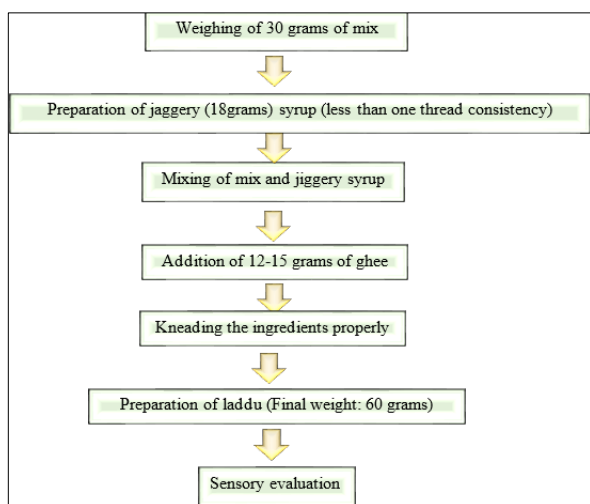 Weighing of 30 grams of mix
Preparation of jaggery (18grams) syrup (less than one thread consistency)
Mixing of mix and jiggery syrup
Addition of 12-15 grams of ghee
Kneading the ingredients properly
Preparation of laddu (Final weight: 60 grams)
Sensory evaluation